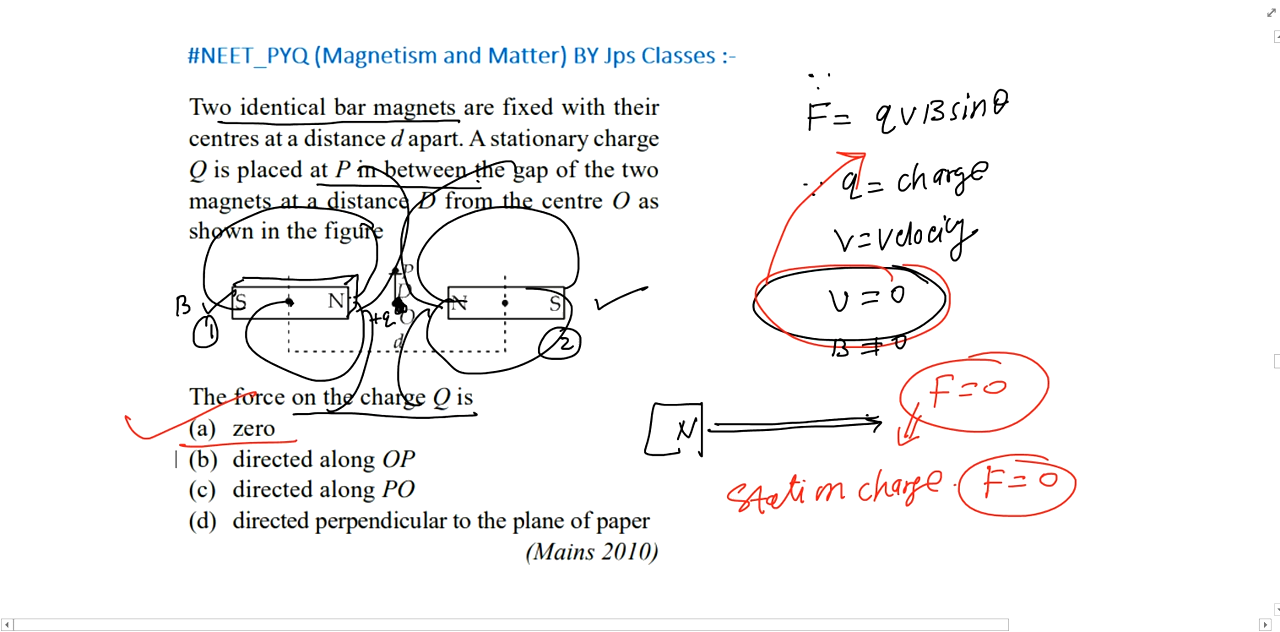 #NEET_PYQ (Magnetism and Matter) BY Jps Classes :-
Two identical bar magnets are fixed with their
centres at a distance d apart. A stationary charge
Q is placed at P in between the gap of the two
magnets at a distance D from the centre O as
shown in the figure
P
D
S N +q O N S
B
1
d
2
The force on the charge Q is
(a) zero
(b) directed along OP
(c) directed along PO
(d) directed perpendicular to the plane of paper
(Mains 2010)
∵
F = qvBsinθ
q = charge
v = velocity
v = 0
B ≠ 0
F = 0
N
charge. F = 0